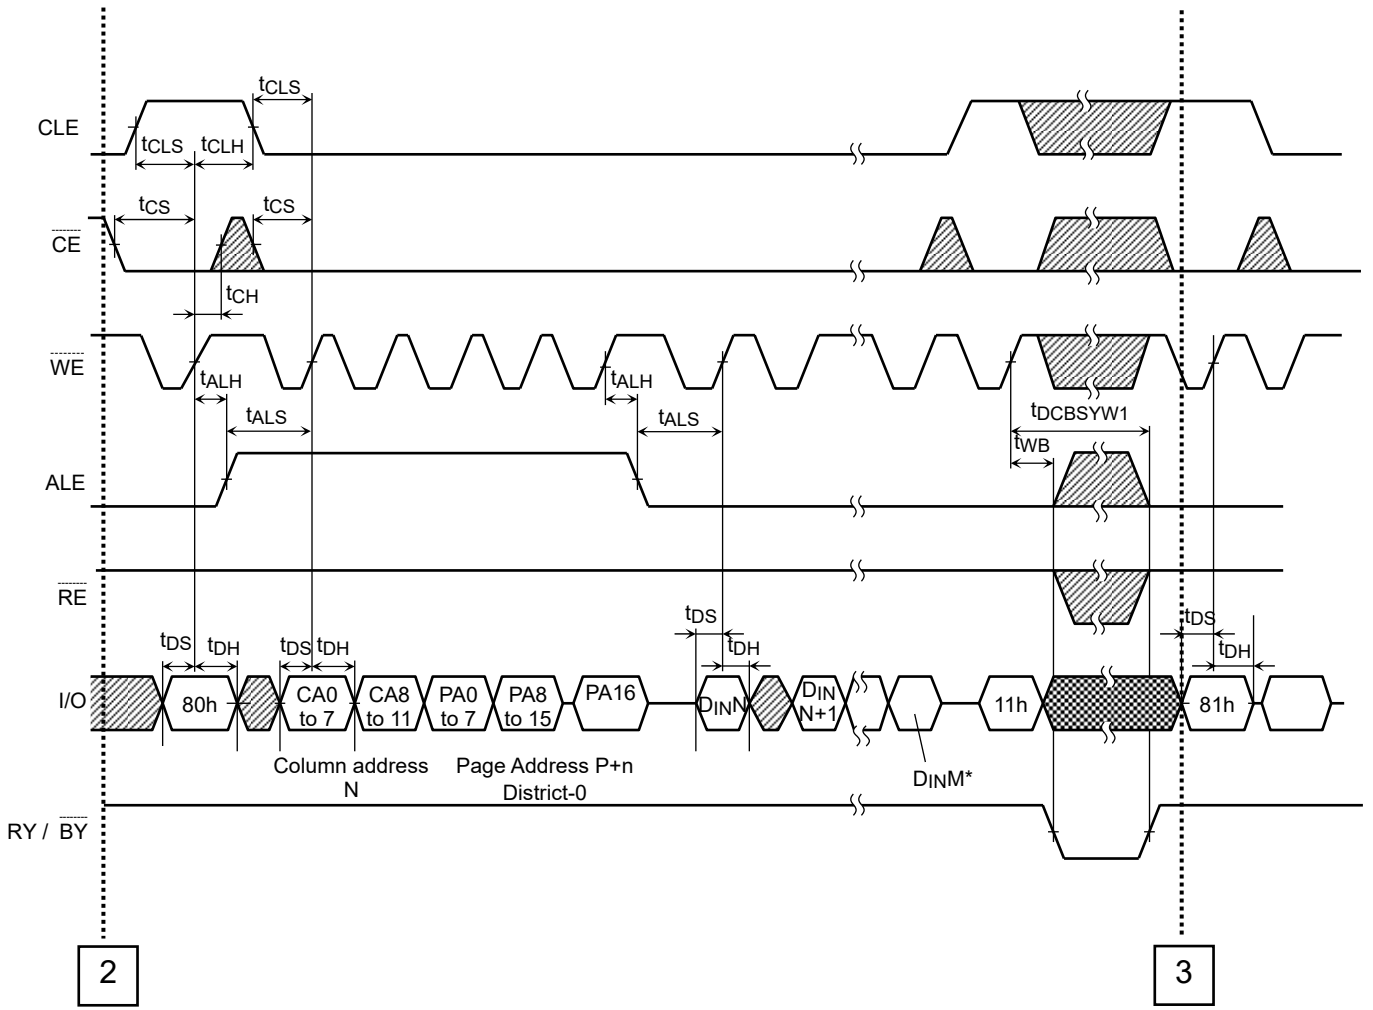 tCLS
CLE
tCLS tCLH
tCS tCS
CE
tCH
WE
tALH tALH
tALS tALS tDCBSYW1
tWB
ALE
RE
tDS tDS
tDS tDH tDS tDH tDH tDH
I/O 80h CA0 to 7 CA8 to 11 PA0 to 7 PA8 to 15 PA16 DINN DIN N+1 11h 81h
DINM*
Column address Page Address P+n
N District-0
RY / BY
2 3